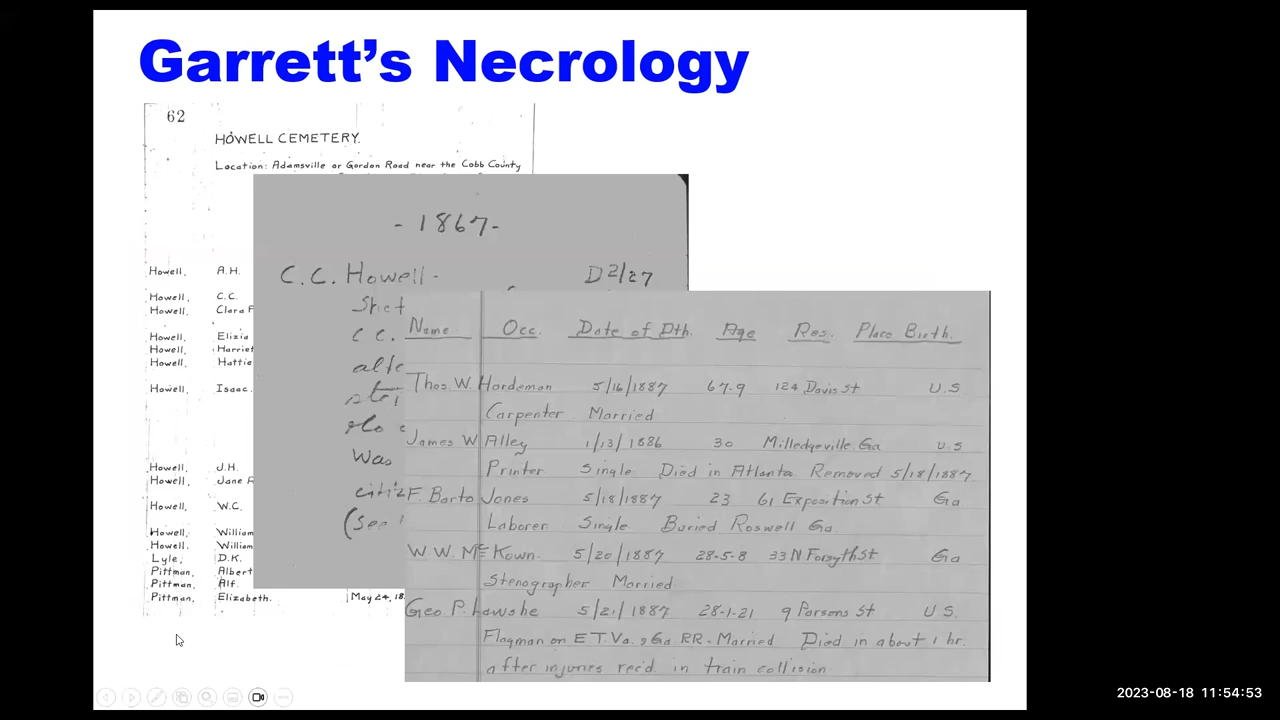 Garrett's Necrology
62
HOWELL CEMETERY.
Location: Adamsville or Gordon Road near the Cobb County
Howell, A.H.
Howell, C.C.
Howell, Clara F
Howell, Elizia
Howell, Harriet
Howell, Hattie
Howell, Isaac.
Howell, J.H.
Howell, Jane R
Howell, W.C.
Howell, William
Howell. William
Lyle, D.K.
Pittman, Albert
Pittman, Alf.
Pittman, Elizabeth. May 24, 18
- 1867 -
C.C. Howell - D 2/27
C C.
Was
(See
Name Occ. Date of Dth. Age Res. Place Birth.
Thos. W. Hardeman 5/16/1887 67-9 124 Davis St U.S
Carpenter Married
James W Alley 1/13/1886 30 Milledgeville Ga U.S
Printer Single Died in Atlanta Removed 5/18/1887
F. Barto Jones 5/18/1887 23 61 Exposition St Ga
Laborer Single Buried Roswell Ga
W. W. McKown 5/20/1887 28-5-8 33 N Forsyth St Ga
Stenographer Married
Geo P. Lawshe 5/21/1887 28-1-21 9 Parsons St U S.
Flagman on E.T. Va. & Ga RR. - Married Died in about 1 hr.
after injuries rec'd in train collision
2023-08-18 11:54:53